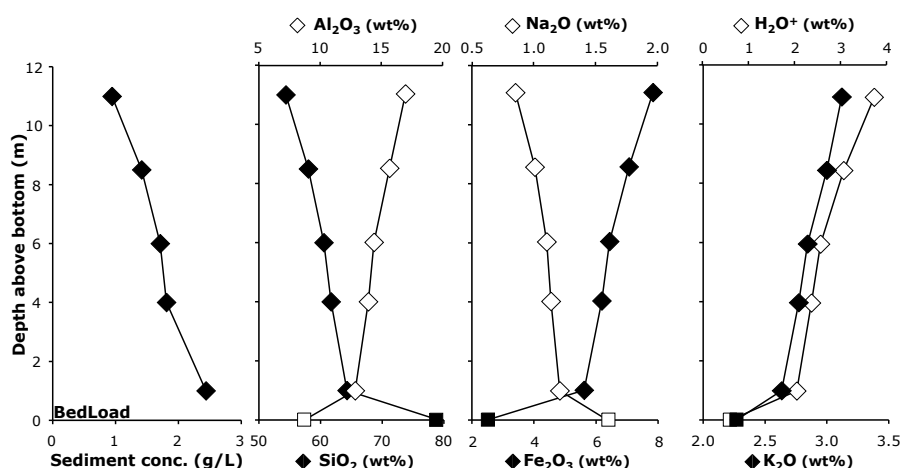 Al2O3 (wt%)
Na2O (wt%)
H2O+ (wt%)
5 10 15 20
0.5 1.0 1.5 2.0
0 1 2 3 4
Depth above bottom (m)
12
10
8
6
4
2
0
BedLoad
0 1 2 3
50 60 70 80
2 4 6 8
2.0 2.5 3.0 3.5
Sediment conc. (g/L)
SiO2 (wt%)
Fe2O3 (wt%)
K2O (wt%)